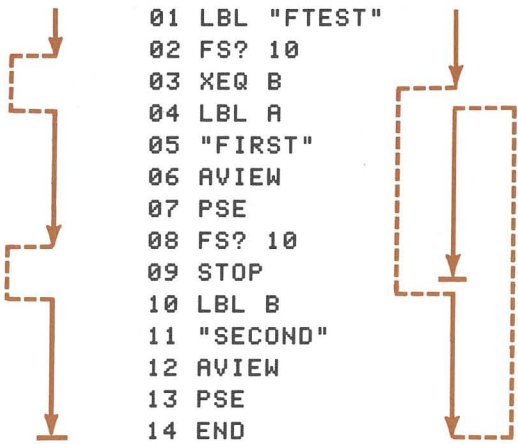 01 LBL "FTEST"
02 FS? 10
03 XEQ B
04 LBL A
05 "FIRST"
06 AVIEW
07 PSE
08 FS? 10
09 STOP
10 LBL B
11 "SECOND"
12 AVIEW
13 PSE
14 END